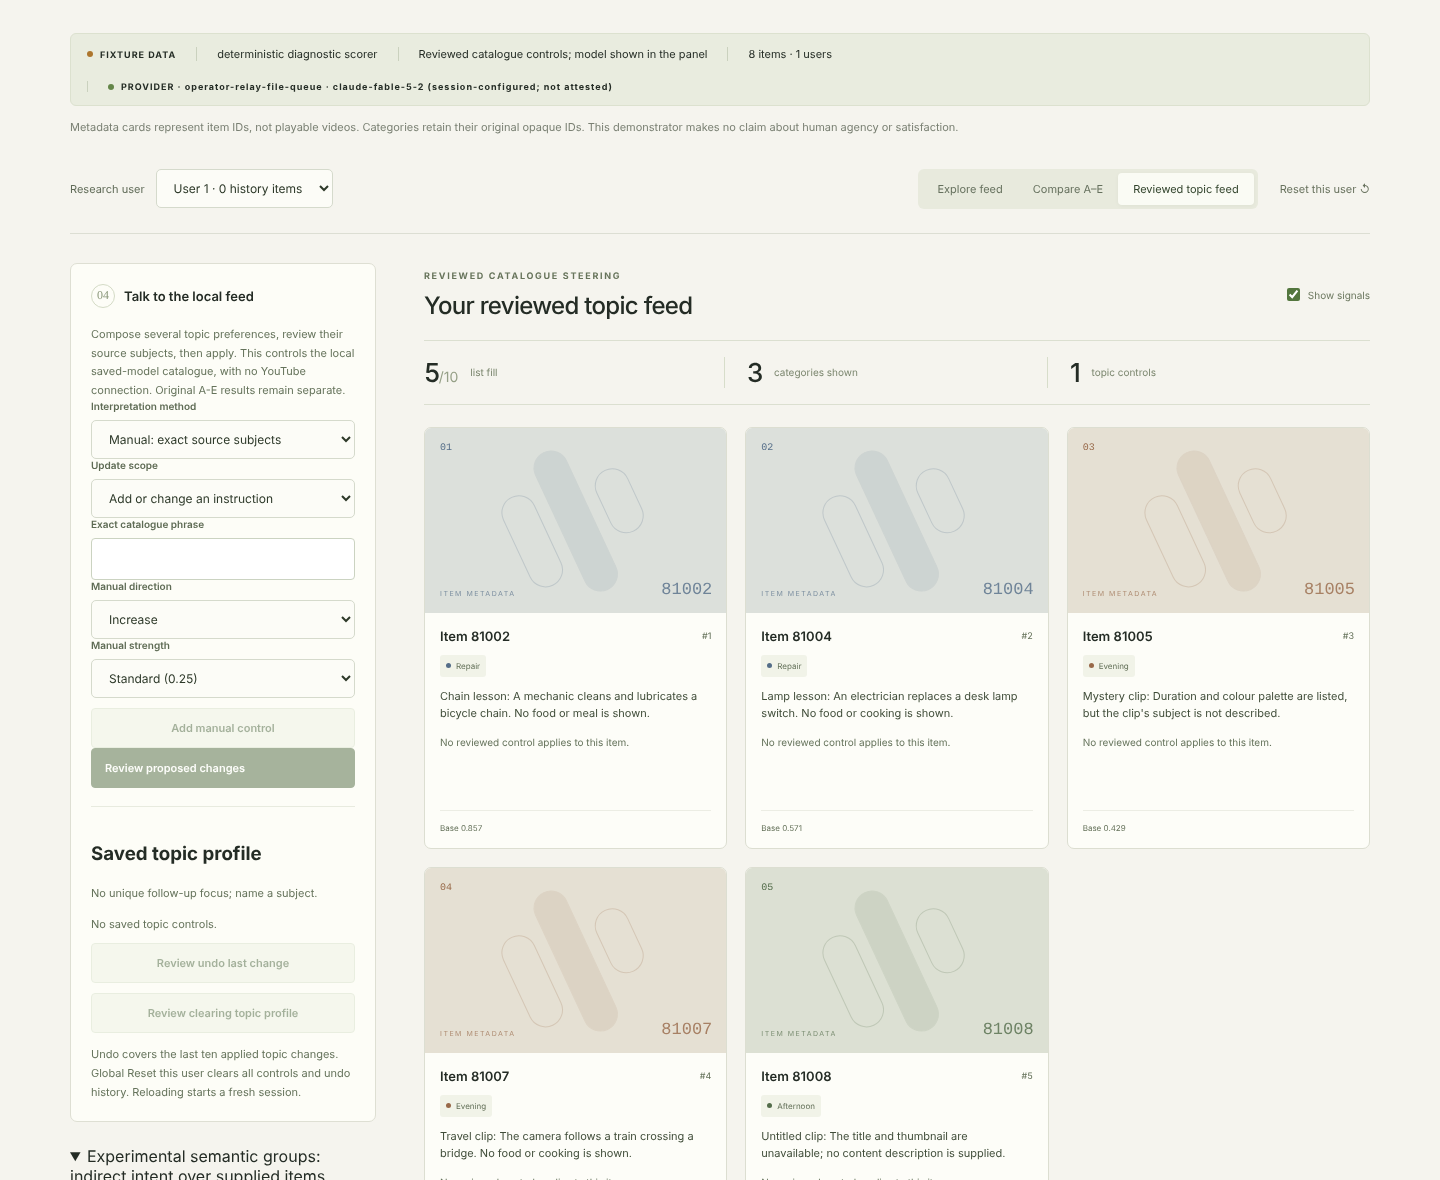 FIXTURE DATA
deterministic diagnostic scorer
Reviewed catalogue controls; model shown in the panel
8 items · 1 users
PROVIDER · operator-relay-file-queue · claude-fable-5-2 (session-configured; not attested)
Metadata cards represent item IDs, not playable videos. Categories retain their original opaque IDs. This demonstrator makes no claim about human agency or satisfaction.
Research user
User 1 · 0 history items
Explore feed
Compare A–E
Reviewed topic feed
Reset this user ↺
04
Talk to the local feed
Compose several topic preferences, review their
source subjects, then apply. This controls the local
saved-model catalogue, with no YouTube
connection. Original A-E results remain separate.
Interpretation method
Manual: exact source subjects
Update scope
Add or change an instruction
Exact catalogue phrase
Manual direction
Increase
Manual strength
Standard (0.25)
Add manual control
Review proposed changes
Saved topic profile
No unique follow-up focus; name a subject.
No saved topic controls.
Review undo last change
Review clearing topic profile
Undo covers the last ten applied topic changes.
Global Reset this user clears all controls and undo
history. Reloading starts a fresh session.
▼ Experimental semantic groups:
indirect intent over supplied items
REVIEWED CATALOGUE STEERING
Your reviewed topic feed
Show signals
5/10 list fill
3 categories shown
1 topic controls
01
ITEM METADATA
81002
Item 81002
#1
Repair
Chain lesson: A mechanic cleans and lubricates a
bicycle chain. No food or meal is shown.
No reviewed control applies to this item.
Base 0.857
02
ITEM METADATA
81004
Item 81004
#2
Repair
Lamp lesson: An electrician replaces a desk lamp
switch. No food or cooking is shown.
No reviewed control applies to this item.
Base 0.571
03
ITEM METADATA
81005
Item 81005
#3
Evening
Mystery clip: Duration and colour palette are listed,
but the clip's subject is not described.
No reviewed control applies to this item.
Base 0.429
04
ITEM METADATA
81007
Item 81007
#4
Evening
Travel clip: The camera follows a train crossing a
bridge. No food or cooking is shown.
05
ITEM METADATA
81008
Item 81008
#5
Afternoon
Untitled clip: The title and thumbnail are
unavailable; no content description is supplied.